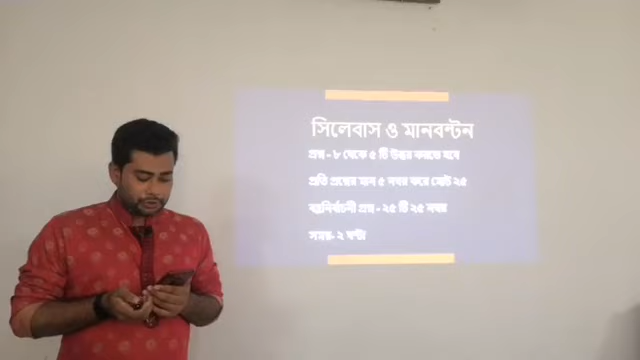 সিলেবাস ও মানবন্টন
প্রশ্ন - ৮ থেকে ৫ টি উত্তর করতে হবে
প্রতি প্রশ্নের মান ৫ নম্বর করে মোট ২৫
বহুনির্বাচনী প্রশ্ন - ২৫ টি ২৫ নম্বর
সময়- ২ ঘন্টা